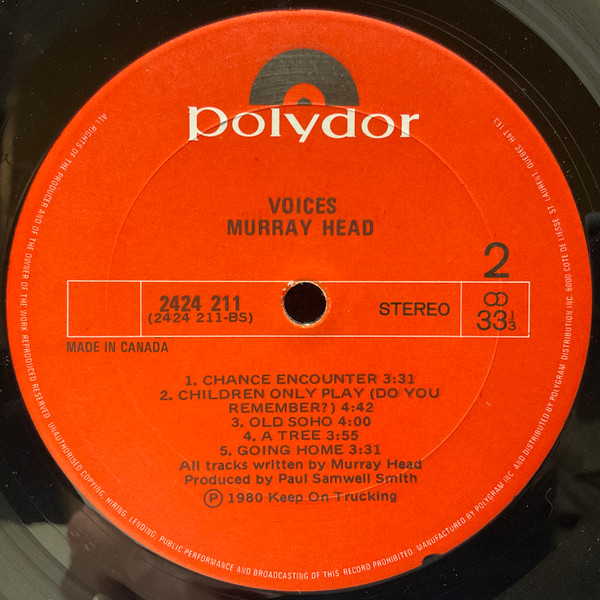 polydor
VOICES
MURRAY HEAD
2
2424 211
(2424 211-BS)
STEREO
33 1/3
MADE IN CANADA
1. CHANCE ENCOUNTER 3:31
2. CHILDREN ONLY PLAY (DO YOU
REMEMBER?) 4:42
3. OLD SOHO 4:00
4. A TREE 3:55
5. GOING HOME 3:31
All tracks written by Murray Head
Produced by Paul Samwell Smith
Ⓟ 1980 Keep On Trucking
ALL RIGHTS OF THE PRODUCER AND OF THE OWNER OF THE WORK REPRODUCED RESERVED. UNAUTHORISED COPYING, HIRING, LENDING, PUBLIC PERFORMANCE AND BROADCASTING OF THIS RECORD PROHIBITED. MANUFACTURED BY POLYGRAM INC. AND DISTRIBUTED BY POLYGRAM DISTRIBUTION INC. 6000 COTE DE LIESSE, ST. LAURENT, QUEBEC, H4T 1E3